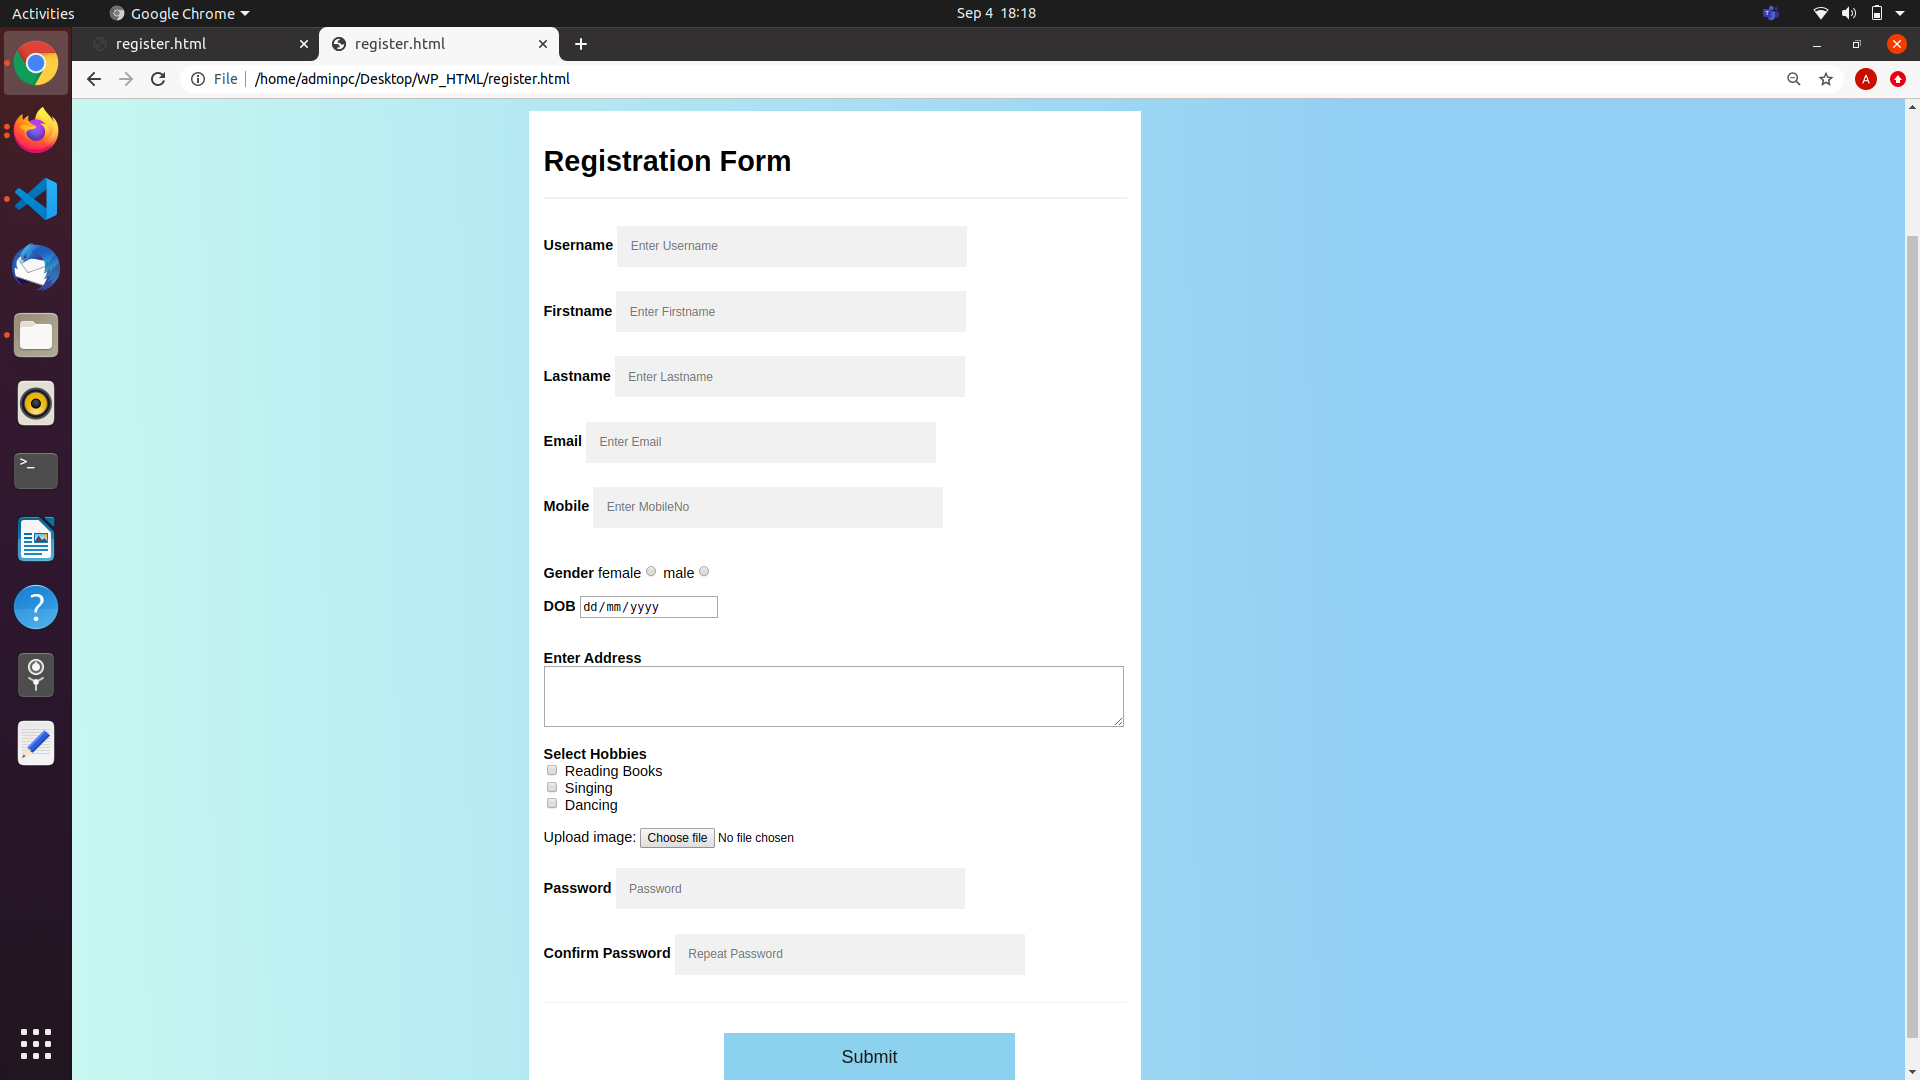 Activities Google Chrome Sep 4 18:18
register.html register.html
File /home/adminpc/Desktop/WP_HTML/register.html A
Registration Form
Username Enter Username
Firstname Enter Firstname
Lastname Enter Lastname
Email Enter Email
Mobile Enter MobileNo
Gender female male
DOB dd/mm/yyyy
Enter Address
Select Hobbies
Reading Books
Singing
Dancing
Upload image: Choose file No file chosen
Password Password
Confirm Password Repeat Password
Submit